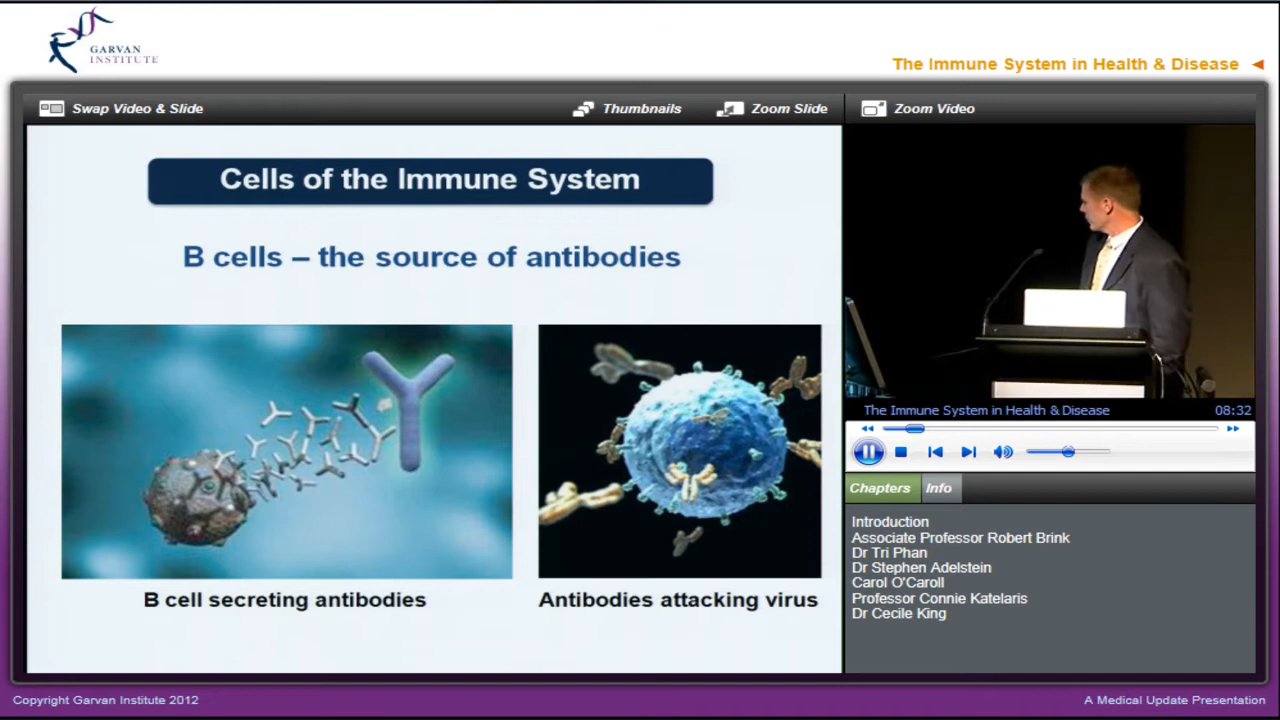 GARVAN
INSTITUTE
The Immune System in Health & Disease
Swap Video & Slide
Thumbnails
Zoom Slide
Zoom Video
Cells of the Immune System
B cells – the source of antibodies
B cell secreting antibodies
Antibodies attacking virus
The Immune System in Health & Disease
08:32
Chapters
Info
Introduction
Associate Professor Robert Brink
Dr Tri Phan
Dr Stephen Adelstein
Carol O'Caroll
Professor Connie Katelaris
Dr Cecile King
Copyright Garvan Institute 2012
A Medical Update Presentation